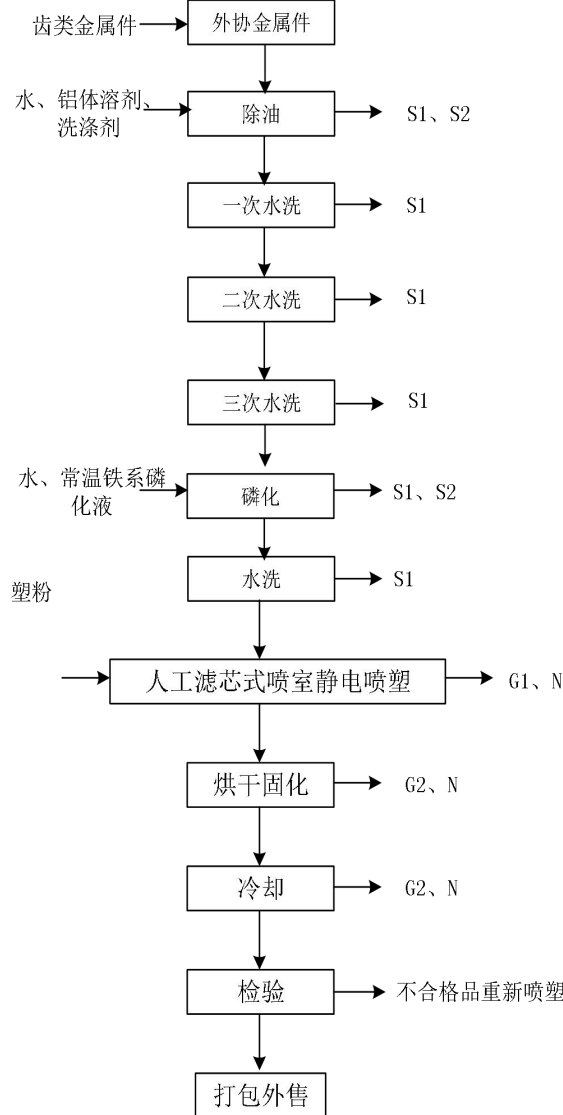 齿类金属件
外协金属件
水、铝体溶剂、
洗涤剂
除油
S1、S2
一次水洗
S1
二次水洗
S1
三次水洗
S1
水、常温铁系磷
化液
磷化
S1、S2
水洗
S1
塑粉
人工滤芯式喷室静电喷塑
G1、N
烘干固化
G2、N
冷却
G2、N
检验
不合格品重新喷塑
打包外售